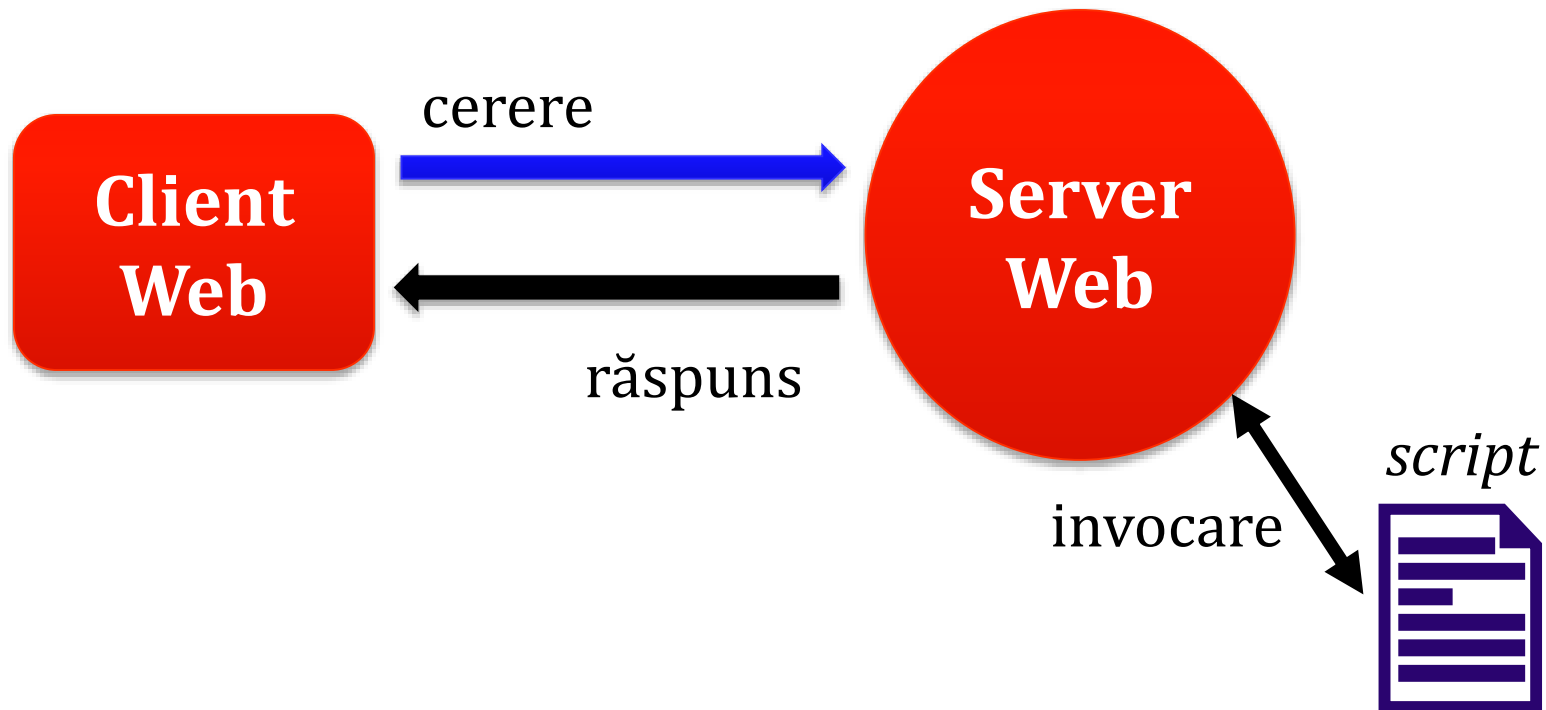 cerere
Client
Web
Server
Web
răspuns
script
invocare